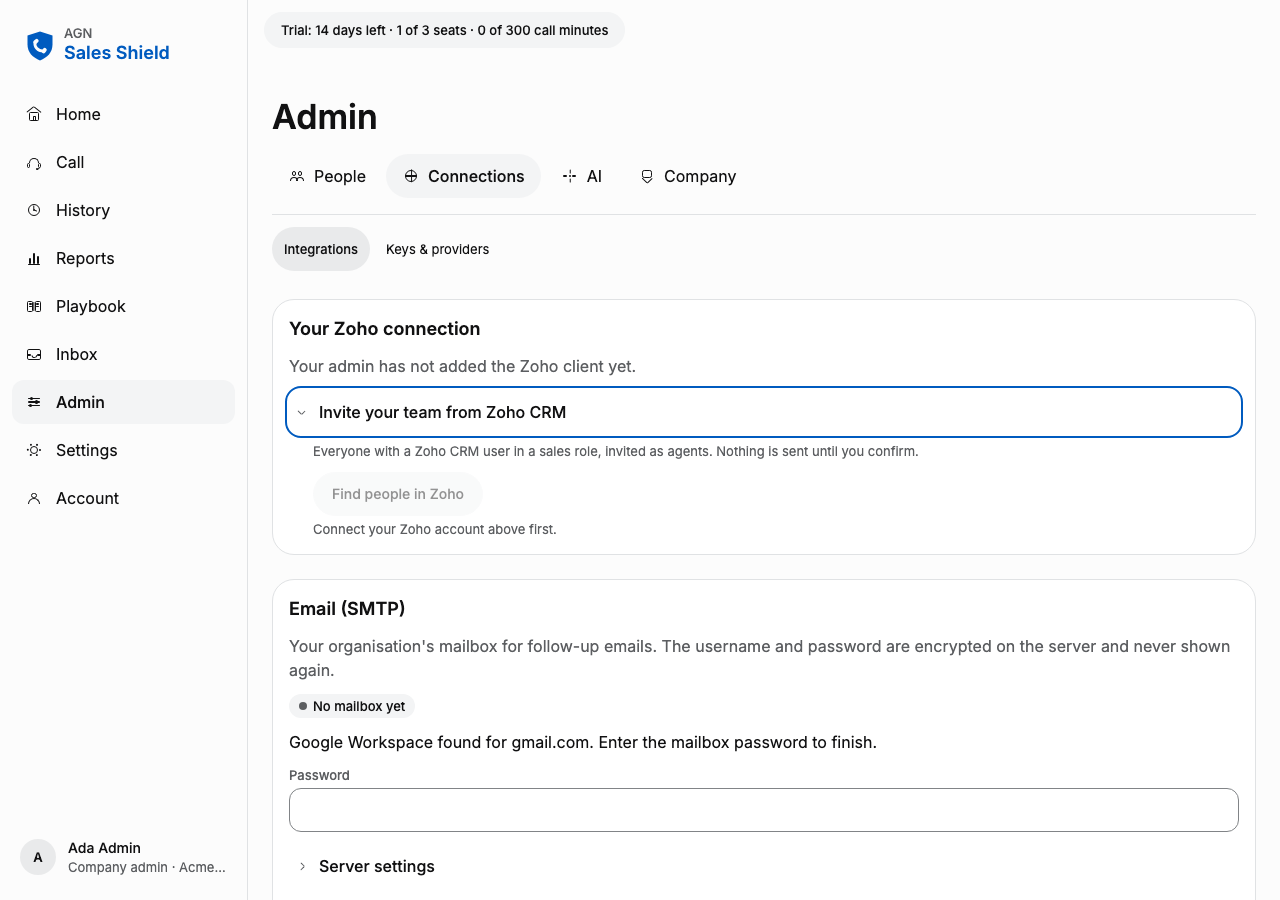 AGN
Sales Shield
Home
Call
History
Reports
Playbook
Inbox
Admin
Settings
Account
A
Ada Admin
Company admin · Acme...
Trial: 14 days left · 1 of 3 seats · 0 of 300 call minutes
Admin
People
Connections
AI
Company
Integrations
Keys & providers
Your Zoho connection
Your admin has not added the Zoho client yet.
Invite your team from Zoho CRM
Everyone with a Zoho CRM user in a sales role, invited as agents. Nothing is sent until you confirm.
Find people in Zoho
Connect your Zoho account above first.
Email (SMTP)
Your organisation's mailbox for follow-up emails. The username and password are encrypted on the server and never shown
again.
No mailbox yet
Google Workspace found for gmail.com. Enter the mailbox password to finish.
Password
Server settings